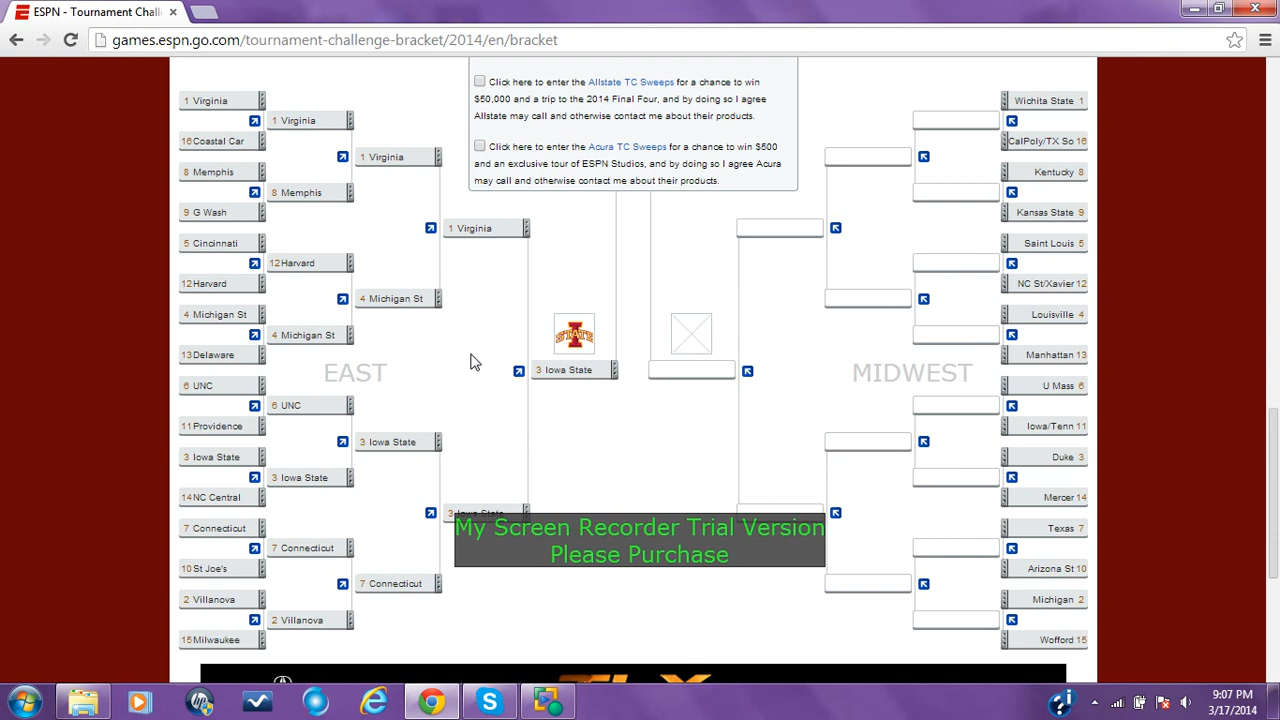 ESPN - Tournament Chall
games.espn.go.com/tournament-challenge-bracket/2014/en/bracket
Click here to enter the Allstate TC Sweeps for a chance to win
$50,000 and a trip to the 2014 Final Four, and by doing so I agree
Allstate may call and otherwise contact me about their products.
Click here to enter the Acura TC Sweeps for a chance to win $500
and an exclusive tour of ESPN Studios, and by doing so I agree Acura
may call and otherwise contact me about their products.
1 Virginia
16 Coastal Car
8 Memphis
9 G Wash
5 Cincinnati
12 Harvard
4 Michigan St
13 Delaware
6 UNC
11 Providence
3 Iowa State
14 NC Central
7 Connecticut
10 St Joe's
2 Villanova
15 Milwaukee
1 Virginia
8 Memphis
12 Harvard
4 Michigan St
6 UNC
3 Iowa State
7 Connecticut
2 Villanova
1 Virginia
4 Michigan St
3 Iowa State
7 Connecticut
1 Virginia
3 Iowa State
STATE
3 Iowa State
EAST
MIDWEST
Wichita State 1
CalPoly/TX So 16
Kentucky 8
Kansas State 9
Saint Louis 5
NC St/Xavier 12
Louisville 4
Manhattan 13
U Mass 6
Iowa/Tenn 11
Duke 3
Mercer 14
Texas 7
Arizona St 10
Michigan 2
Wofford 15
My Screen Recorder Trial Version
Please Purchase
9:07 PM
3/17/2014